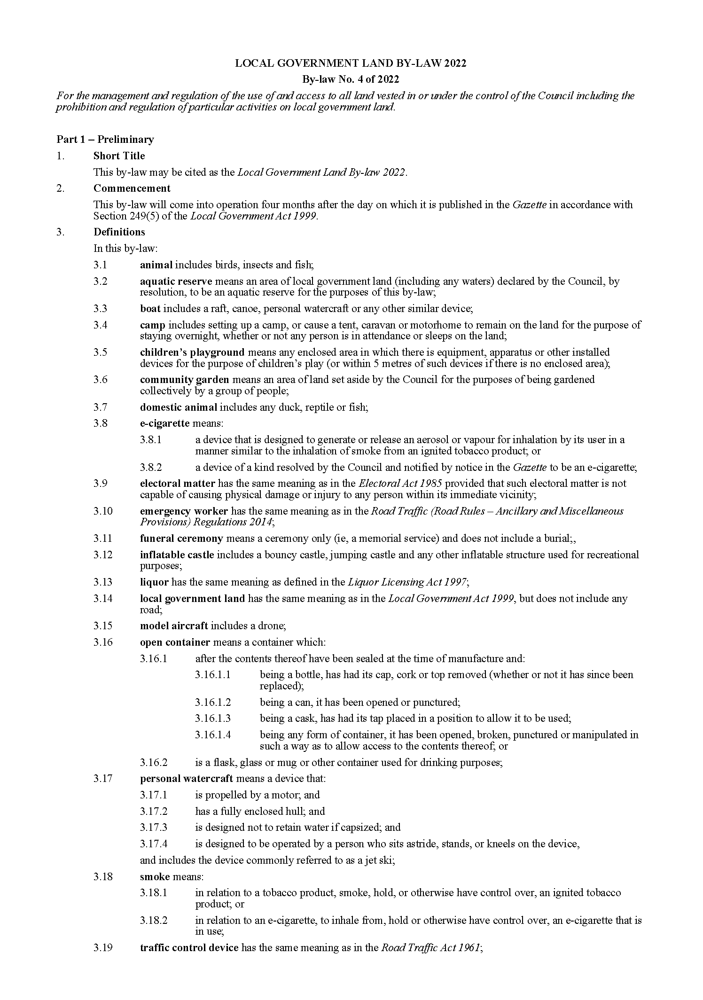 LOCAL GOVERNMENT LAND BY-LAW 2022
By-law No. 4 of 2022
For the management and regulation of the use of and access to all land vested in or under the control of the Council including the
prohibition and regulation of particular activities on local government land.
Part 1 – Preliminary
1. Short Title
This by-law may be cited as the Local Government Land By-law 2022.
2. Commencement
This by-law will come into operation four months after the day on which it is published in the Gazette in accordance with
Section 249(5) of the Local Government Act 1999.
3. Definitions
In this by-law:
3.1 animal includes birds, insects and fish;
3.2 aquatic reserve means an area of local government land (including any waters) declared by the Council, by
resolution, to be an aquatic reserve for the purposes of this by-law;
3.3 boat includes a raft, canoe, personal watercraft or any other similar device;
3.4 camp includes setting up a camp, or cause a tent, caravan or motorhome to remain on the land for the purpose of
staying overnight, whether or not any person is in attendance or sleeps on the land;
3.5 children’s playground means any enclosed area in which there is equipment, apparatus or other installed
devices for the purpose of children’s play (or within 5 metres of such devices if there is no enclosed area);
3.6 community garden means an area of land set aside by the Council for the purposes of being gardened
collectively by a group of people;
3.7 domestic animal includes any duck, reptile or fish;
3.8 e-cigarette means:
3.8.1 a device that is designed to generate or release an aerosol or vapour for inhalation by its user in a
manner similar to the inhalation of smoke from an ignited tobacco product; or
3.8.2 a device of a kind resolved by the Council and notified by notice in the Gazette to be an e-cigarette;
3.9 electoral matter has the same meaning as in the Electoral Act 1985 provided that such electoral matter is not
capable of causing physical damage or injury to any person within its immediate vicinity;
3.10 emergency worker has the same meaning as in the Road Traffic (Road Rules – Ancillary and Miscellaneous
Provisions) Regulations 2014;
3.11 funeral ceremony means a ceremony only (ie, a memorial service) and does not include a burial;,
3.12 inflatable castle includes a bouncy castle, jumping castle and any other inflatable structure used for recreational
purposes;
3.13 liquor has the same meaning as defined in the Liquor Licensing Act 1997;
3.14 local government land has the same meaning as in the Local Government Act 1999, but does not include any
road;
3.15 model aircraft includes a drone;
3.16 open container means a container which:
3.16.1 after the contents thereof have been sealed at the time of manufacture and:
3.16.1.1 being a bottle, has had its cap, cork or top removed (whether or not it has since been
replaced);
3.16.1.2 being a can, it has been opened or punctured;
3.16.1.3 being a cask, has had its tap placed in a position to allow it to be used;
3.16.1.4 being any form of container, it has been opened, broken, punctured or manipulated in
such a way as to allow access to the contents thereof; or
3.16.2 is a flask, glass or mug or other container used for drinking purposes;
3.17 personal watercraft means a device that:
3.17.1 is propelled by a motor; and
3.17.2 has a fully enclosed hull; and
3.17.3 is designed not to retain water if capsized; and
3.17.4 is designed to be operated by a person who sits astride, stands, or kneels on the device,
and includes the device commonly referred to as a jet ski;
3.18 smoke means:
3.18.1 in relation to a tobacco product, smoke, hold, or otherwise have control over, an ignited tobacco
product; or
3.18.2 in relation to an e-cigarette, to inhale from, hold or otherwise have control over, an e-cigarette that is
in use;
3.19 traffic control device has the same meaning as in the Road Traffic Act 1961;